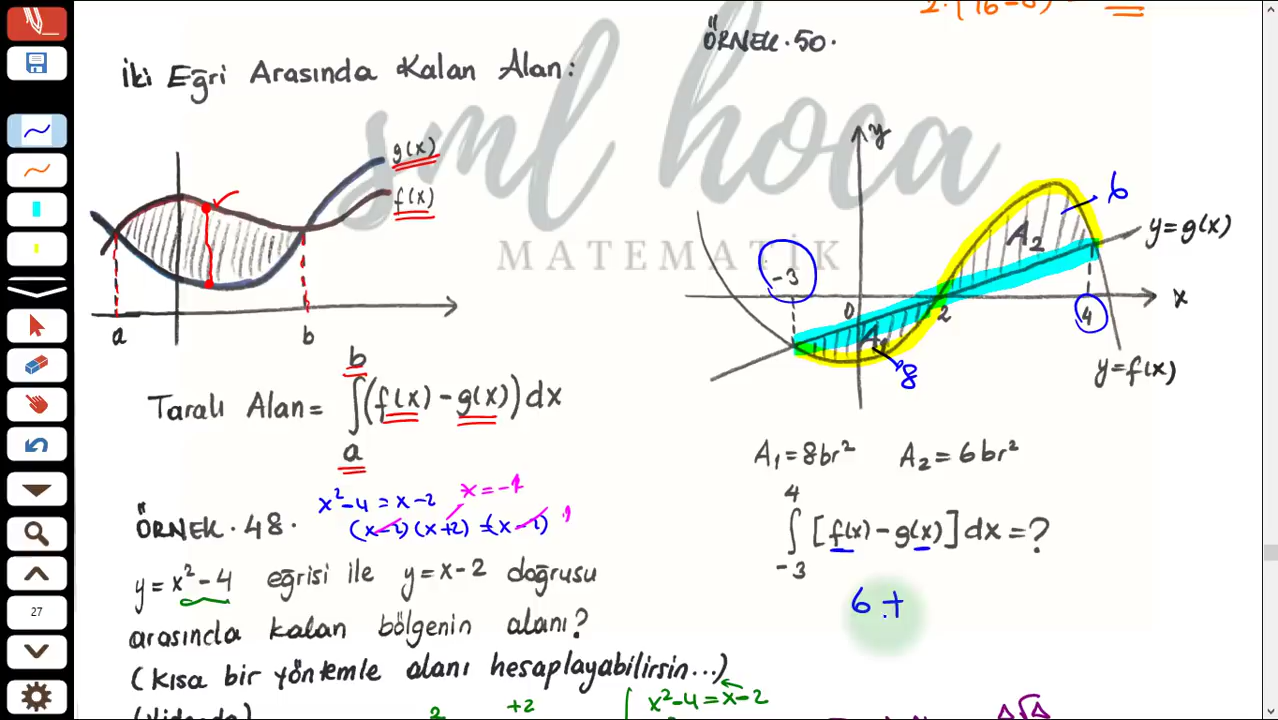 İki Eğri Arasında Kalan Alan:
g(x)
f(x)
a
b
Taralı Alan = ∫ₐᵇ (f(x) – g(x)) dx
ÖRNEK.48.
x² – 4 = x – 2
x = –1
(x–2)(x+2) = (x–2) 1
y = x² – 4 eğrisi ile y = x – 2 doğrusu
arasında kalan bölgenin alanı?
(Kısa bir yöntemle alanı hesaplayabilirsin...)
+2
x² – 4 = x – 2
ÖRNEK.50.
sml hoca
MATEMATİK
y
6
A₂
y = g(x)
–3
x
0
2
4
A₁
8
y = f(x)
A₁ = 8br² A₂ = 6br²
∫₋₃⁴ [f(x) – g(x)] dx = ?
6 +
27